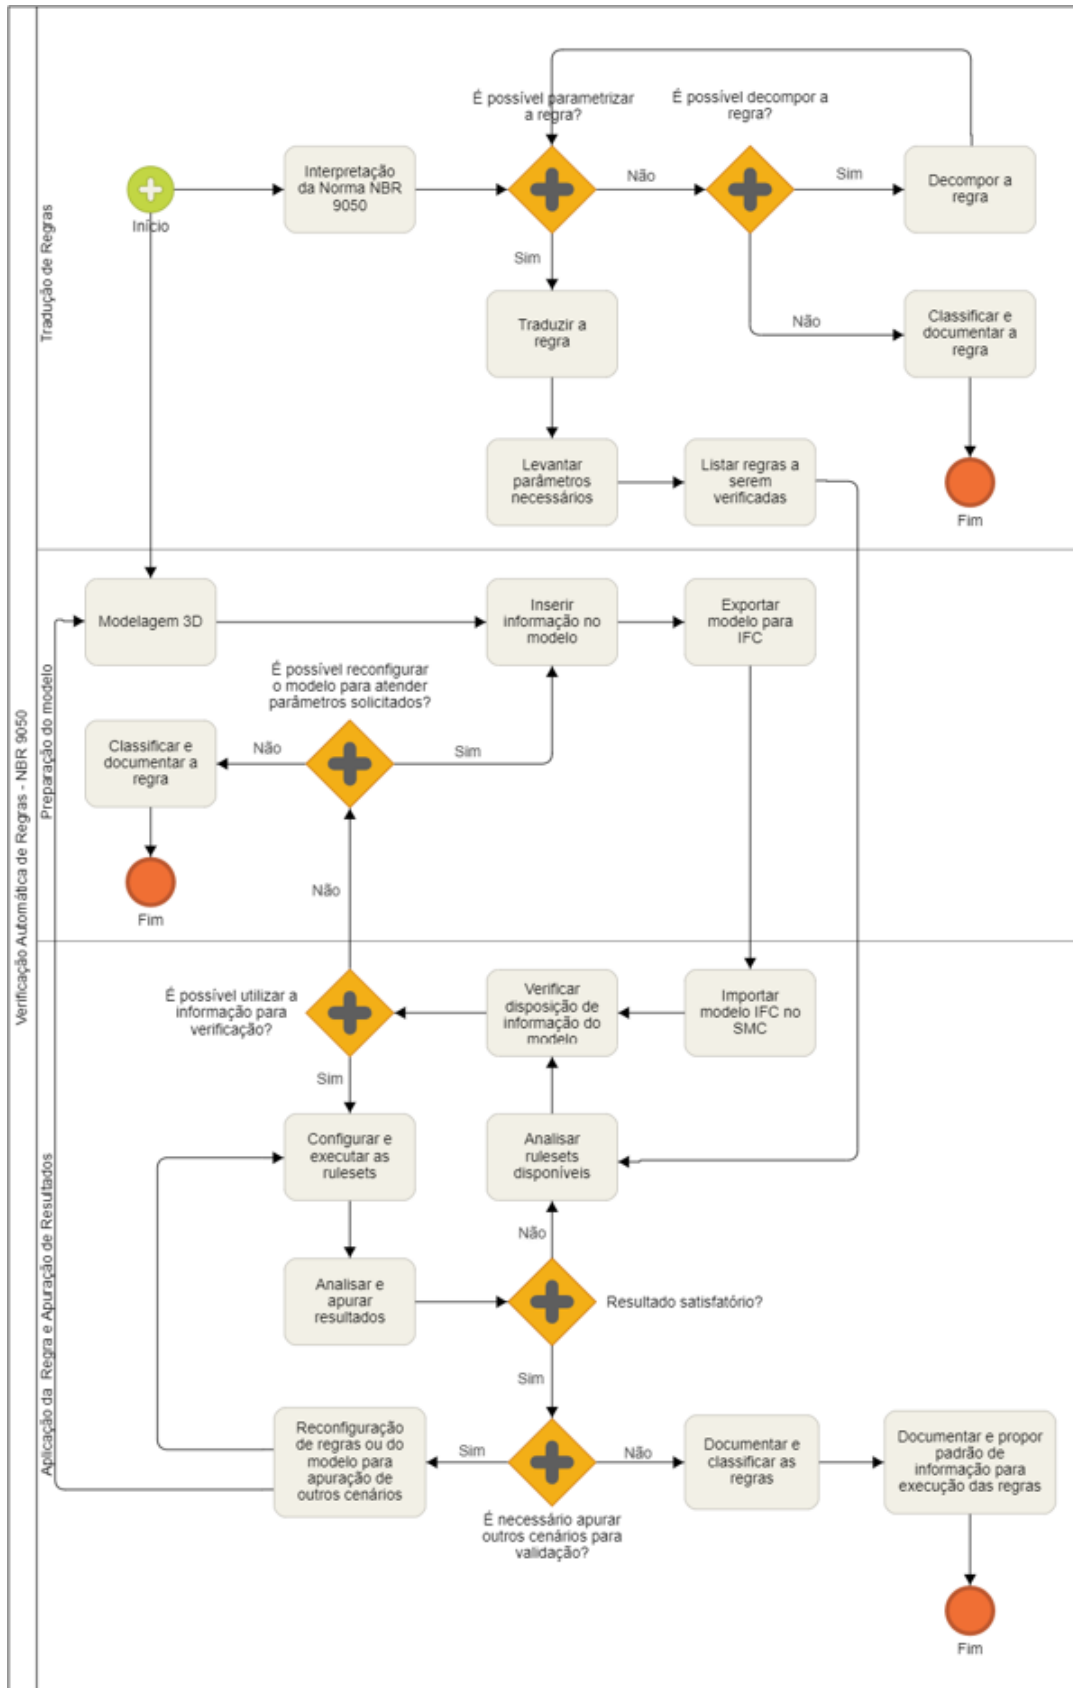 Verificação Automática de Regras - NBR 9050
Tradução de Regras
É possível parametrizar
a regra?
É possível decompor a
regra?
Início
Interpretação
da Norma NBR
9050
Não
Sim
Decompor a
regra
Sim
Não
Traduzir a
regra
Classificar e
documentar a
regra
Levantar
parâmetros
necessários
Listar regras a
serem
verificadas
Fim
Preparação do modelo
Modelagem 3D
Inserir
informação no
modelo
Exportar
modelo para
IFC
É possível reconfigurar
o modelo para atender
parâmetros solicitados?
Classificar e
documentar a
regra
Não
Sim
Fim
Não
Aplicação da Regra e Apuração de Resultados
É possível utilizar a
informação para
verificação?
Verificar
disposição de
informação do
modelo
Importar
modelo IFC no
SMC
Sim
Configurar e
executar as
rulesets
Analisar
rulesets
disponíveis
Não
Analisar e
apurar
resultados
Resultado satisfatório?
Sim
Reconfiguração
de regras ou do
modelo para
apuração de
outros cenários
Sim
Não
É necessário apurar
outros cenários para
validação?
Documentar e
classificar as
regras
Documentar e propor
padrão de
informação para
execução das regras
Fim